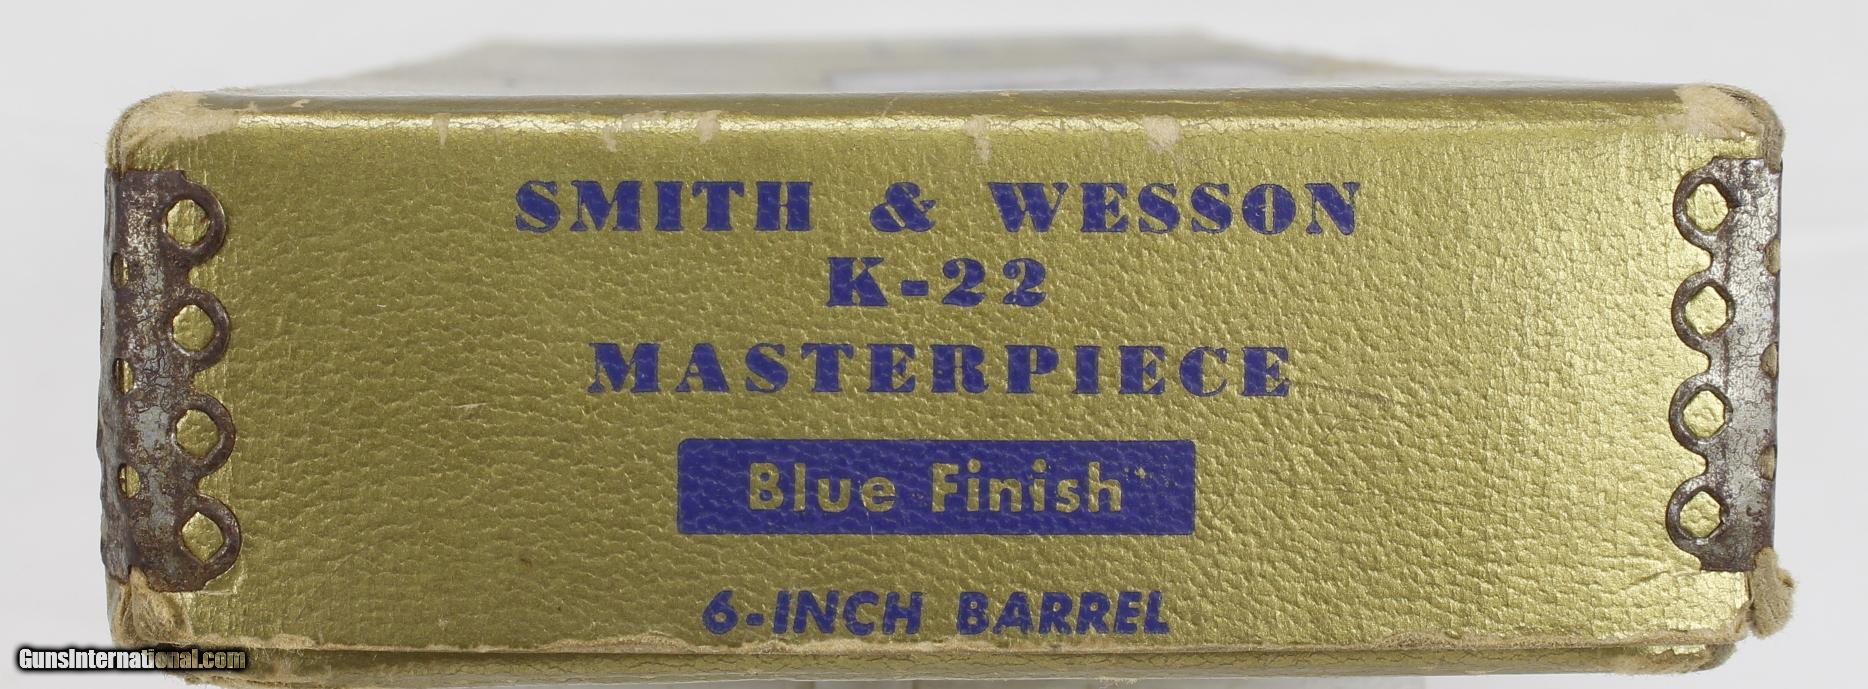 SMITH & WESSON
K-22
MASTERPIECE
Blue Finish
6-INCH BARREL
GunsInternational.com